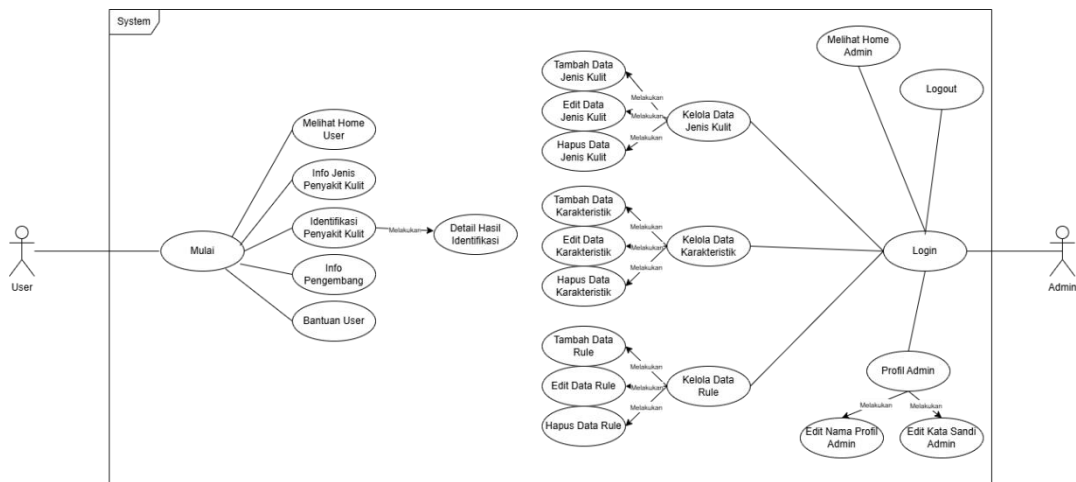 System
Melihat Home
User
Info Jenis
Penyakit Kulit
Identifikasi
Penyakit Kulit
Info
Pengembang
Bantuan User
Mulai
User
Melakukan
Detail Hasil
Identifikasi
Tambah Data
Jenis Kulit
Edit Data
Jenis Kulit
Hapus Data
Jenis Kulit
Melakukan
Melakukan
Melakukan
Kelola Data
Jenis Kulit
Tambah Data
Karakteristik
Edit Data
Karakteristik
Hapus Data
Karakteristik
Melakukan
Melakukan
Melakukan
Kelola Data
Karakteristik
Tambah Data
Rule
Edit Data Rule
Hapus Data Rule
Melakukan
Melakukan
Melakukan
Kelola Data
Rule
Melihat Home
Admin
Logout
Login
Admin
Profil Admin
Melakukan
Melakukan
Edit Nama Profil
Admin
Edit Kata Sandi
Admin